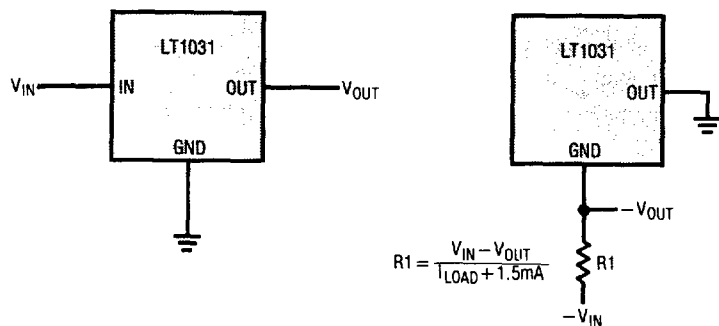 LT1031
V_IN
IN
OUT
V_OUT
GND
LT1031
OUT
GND
−V_OUT
R1 = (V_IN − V_OUT) / (I_LOAD + 1.5mA)
R1
−V_IN